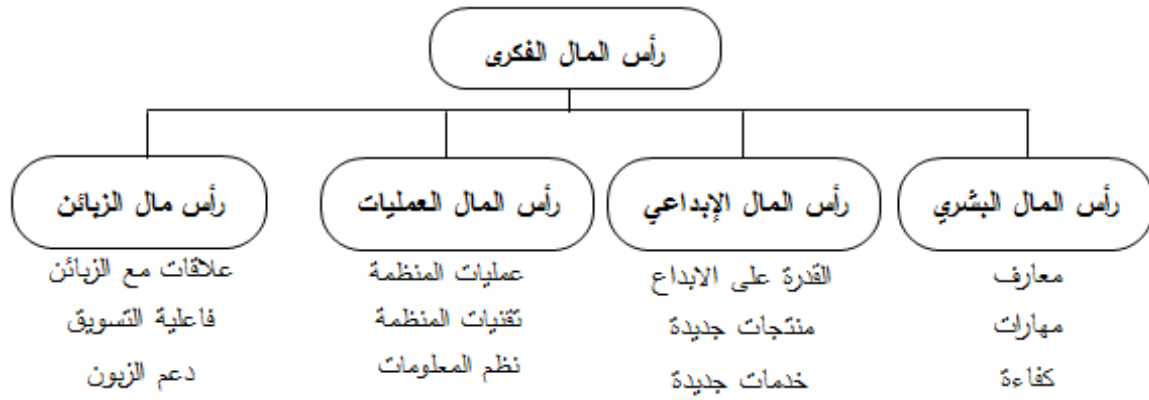 رأس المال الفكرى
رأس المال البشري
معارف
مهارات
كفاءة
رأس المال الإبداعي
القدرة على الابداع
منتجات جديدة
خدمات جديدة
رأس المال العمليات
عمليات المنظمة
تقنيات المنظمة
نظم المعلومات
رأس مال الزبائن
علاقات مع الزبائن
فاعلية التسويق
دعم الزبون